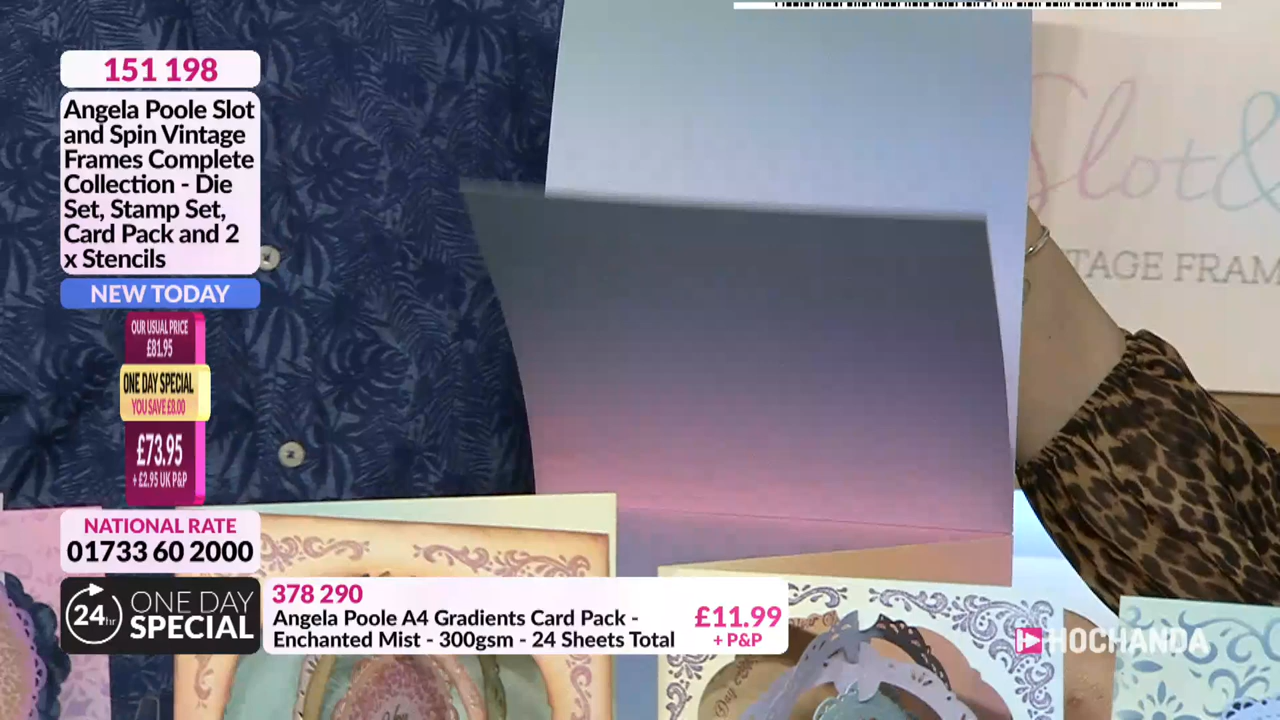 151 198
Angela Poole Slot
and Spin Vintage
Frames Complete
Collection - Die
Set, Stamp Set,
Card Pack and 2
x Stencils
NEW TODAY
OUR USUAL PRICE
£81.95
ONE DAY SPECIAL
YOU SAVE £8.00
£73.95
+ £2.95 UK P&P
NATIONAL RATE
01733 60 2000
24hr
ONE DAY
SPECIAL
378 290
Angela Poole A4 Gradients Card Pack -
Enchanted Mist - 300gsm - 24 Sheets Total
£11.99
+ P&P
HOCHANDA
Slot&
TAGE FRAM